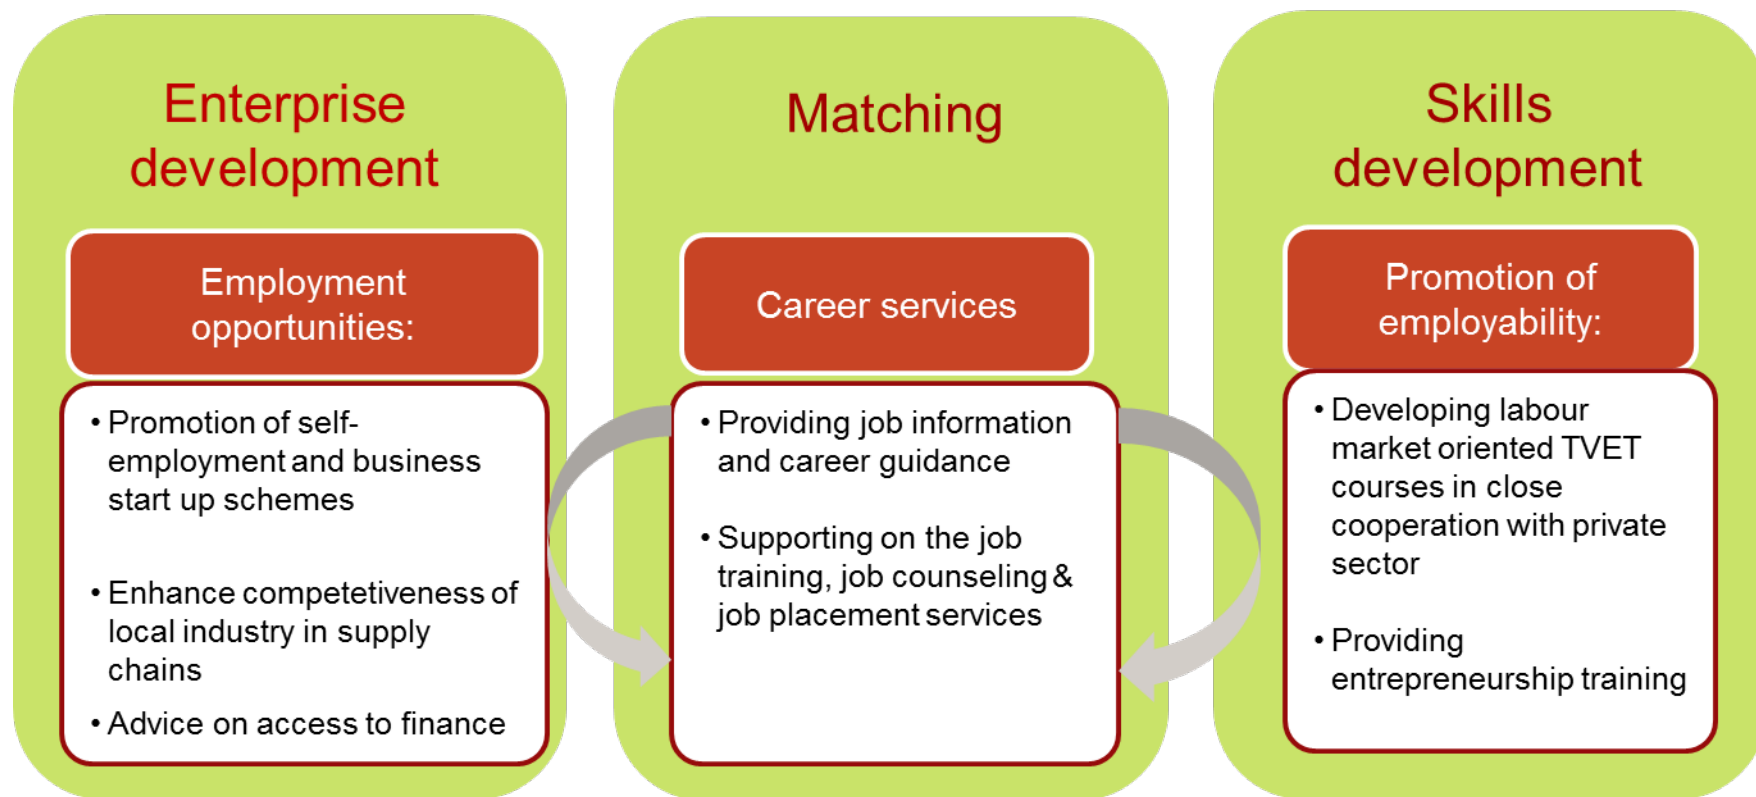 Enterprise
development
Employment
opportunities:
• Promotion of self-
employment and business
start up schemes
• Enhance competetiveness of
local industry in supply
chains
• Advice on access to finance
Matching
Career services
• Providing job information
and career guidance
• Supporting on the job
training, job counseling &
job placement services
Skills
development
Promotion of
employability:
• Developing labour
market oriented TVET
courses in close
cooperation with private
sector
• Providing
entrepreneurship training